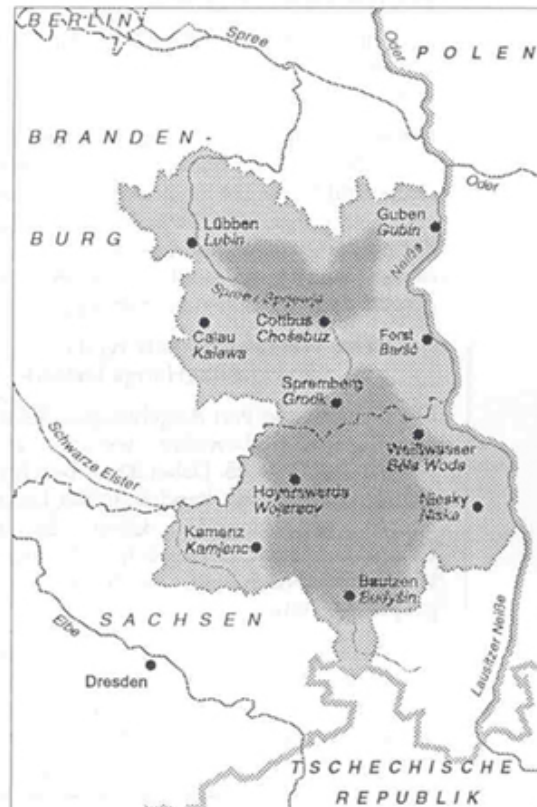 BERLIN
Spree
Oder
POLEN
BRANDEN-
Oder
Lübben
Lubin
Guben
Gubin
BURG
Neiße
Spree /
Calau
Kalawa
Cottbus
Chośebuz
Forst
Baršć
Spremberg
Grodk
Schwarze Elster
Weißwasser
Běła Woda
Hoyerswerda
Wojerecy
Niesky
Niska
Kamenz
Kamjenc
Bautzen
Budyšin
SACHSEN
Elbe
Dresden
Lausitzer Neiße
TSCHECHISCHE
REPUBLIK